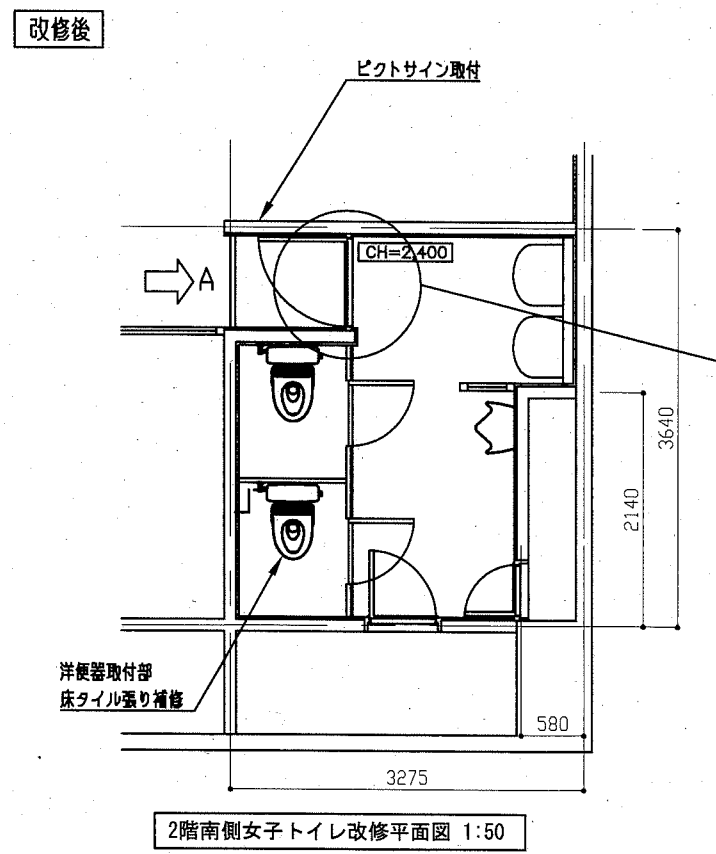 改修後
ピクトサイン取付
CH=2,400
A
3640
2140
洋便器取付部
床タイル張り補修
580
3275
2階南側女子トイレ改修平面図 1:50